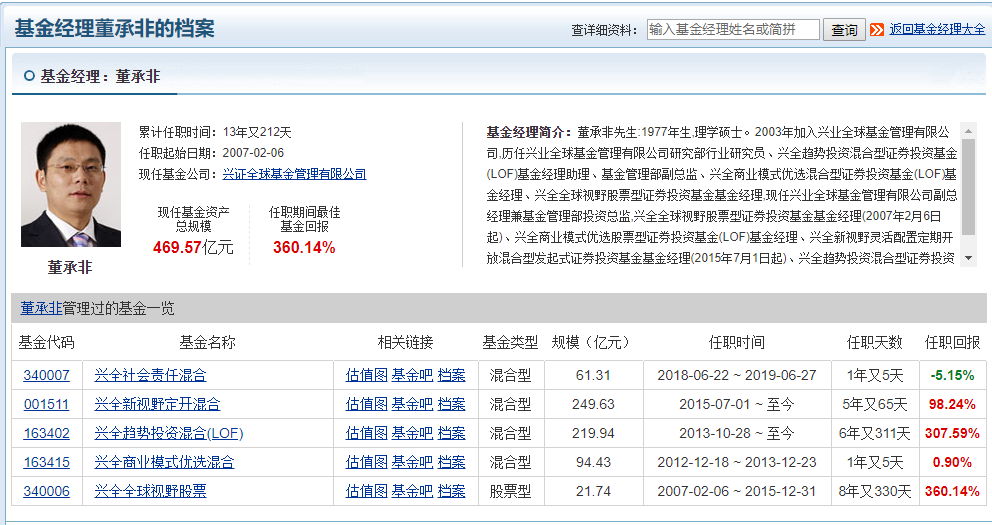 基金经理董承非的档案
查详细资料： 输入基金经理姓名或简拼 查询 返回基金经理大全
基金经理：董承非
累计任职时间：13年又212天
任职起始日期：2007-02-06
现任基金公司：兴证全球基金管理有限公司
现任基金资产 任职期间最佳
总规模 基金回报
469.57亿元 360.14%
董承非
基金经理简介：董承非先生:1977年生,理学硕士。2003年加入兴业全球基金管理有限公
司,历任兴业全球基金管理有限公司研究部行业研究员、兴全趋势投资混合型证券投资基金
(LOF)基金经理助理、基金管理部副总监、兴全商业模式优选混合型证券投资基金(LOF)基
金经理、兴全全球视野股票型证券投资基金基金经理,现任兴业全球基金管理有限公司副总
经理兼基金管理部投资总监,兴全全球视野股票型证券投资基金基金经理(2007年2月6日
起)、兴全商业模式优选股票型证券投资基金(LOF)基金经理、兴全新视野灵活配置定期开
放混合型发起式证券投资基金基金经理(2015年7月1日起)、兴全趋势投资混合型证券投资
董承非管理过的基金一览
基金代码 基金名称 相关链接 基金类型 规模（亿元） 任职时间 任职天数 任职回报
340007 兴全社会责任混合 估值图 基金吧 档案 混合型 61.31 2018-06-22 ~ 2019-06-27 1年又5天 -5.15%
001511 兴全新视野定开混合 估值图 基金吧 档案 混合型 249.63 2015-07-01 ~ 至今 5年又65天 98.24%
163402 兴全趋势投资混合(LOF) 估值图 基金吧 档案 混合型 219.94 2013-10-28 ~ 至今 6年又311天 307.59%
163415 兴全商业模式优选混合 估值图 基金吧 档案 混合型 94.43 2012-12-18 ~ 2013-12-23 1年又5天 0.90%
340006 兴全全球视野股票 估值图 基金吧 档案 股票型 21.74 2007-02-06 ~ 2015-12-31 8年又330天 360.14%